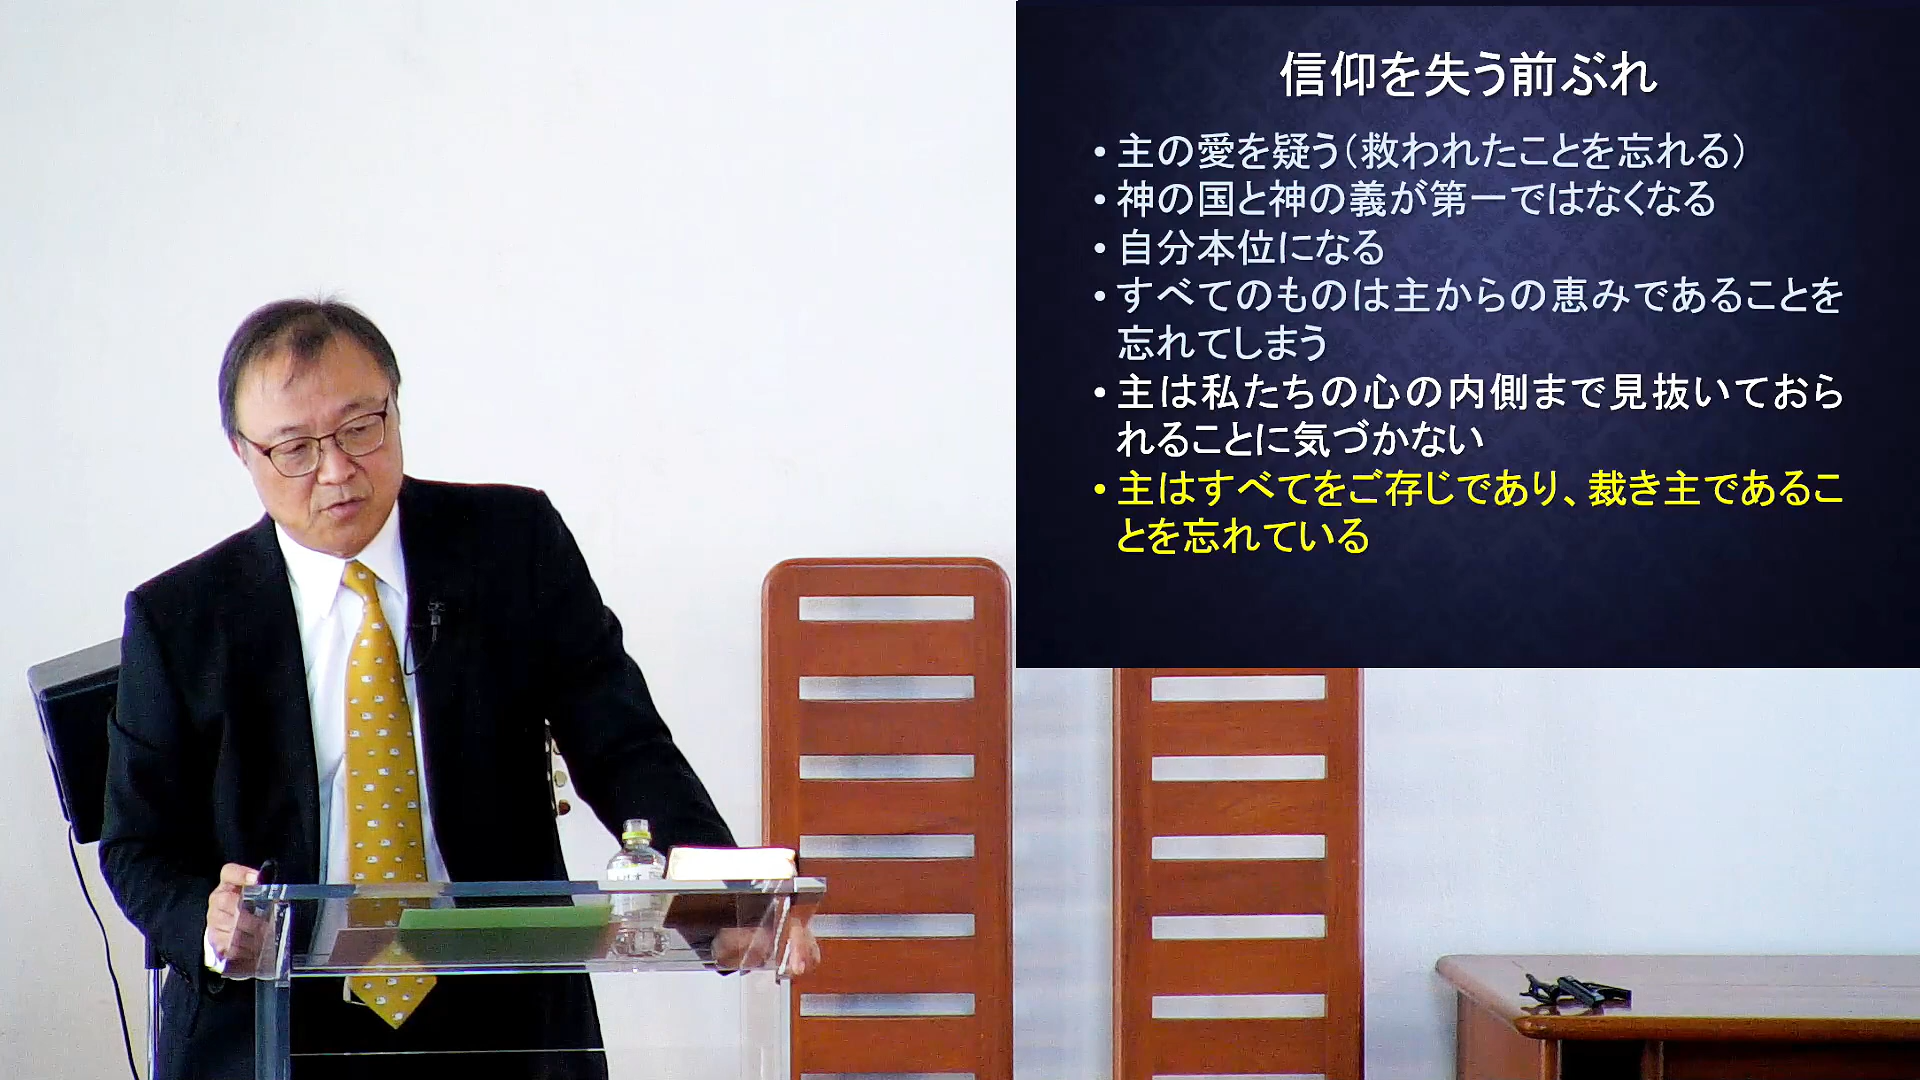 信仰を失う前ぶれ
• 主の愛を疑う（救われたことを忘れる）
• 神の国と神の義が第一ではなくなる
• 自分本位になる
• すべてのものは主からの恵みであることを
忘れてしまう
• 主は私たちの心の内側まで見抜いておら
れることに気づかない
• 主はすべてをご存じであり、裁き主であるこ
とを忘れている